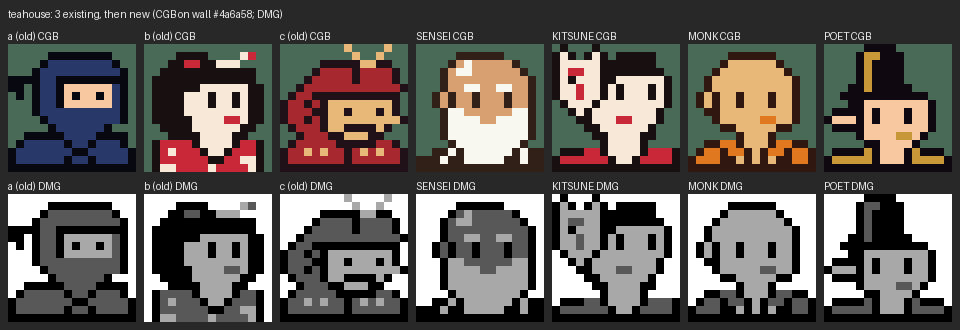 teahouse: 3 existing, then new (CGB on wall #4a6a58; DMG)
a (old) CGB b (old) CGB c (old) CGB SENSEI CGB KITSUNE CGB MONK CGB POET CGB
a (old) DMG b (old) DMG c (old) DMG SENSEI DMG KITSUNE DMG MONK DMG POET DMG